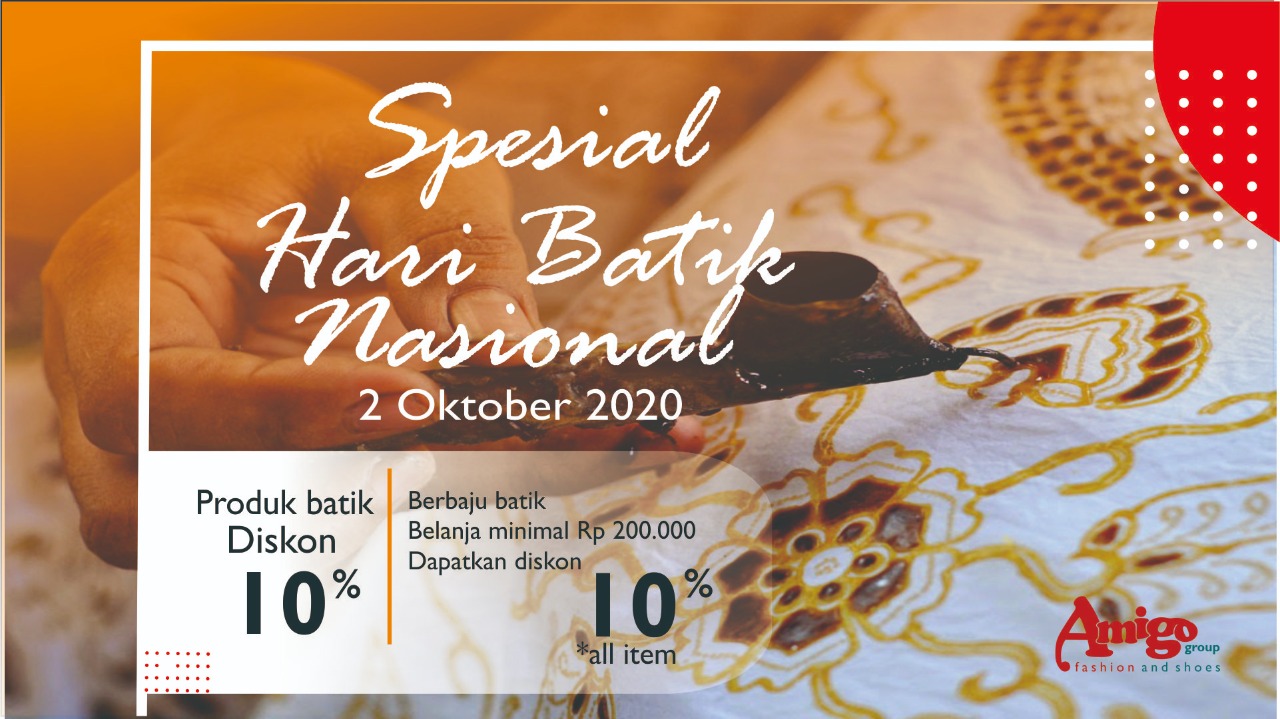 Spesial
Hari Batik
Nasional
2 Oktober 2020
Produk batik
Diskon
10%
Berbaju batik
Belanja minimal Rp 200.000
Dapatkan diskon
10%
*all item
Amigo
group
fashion and shoes